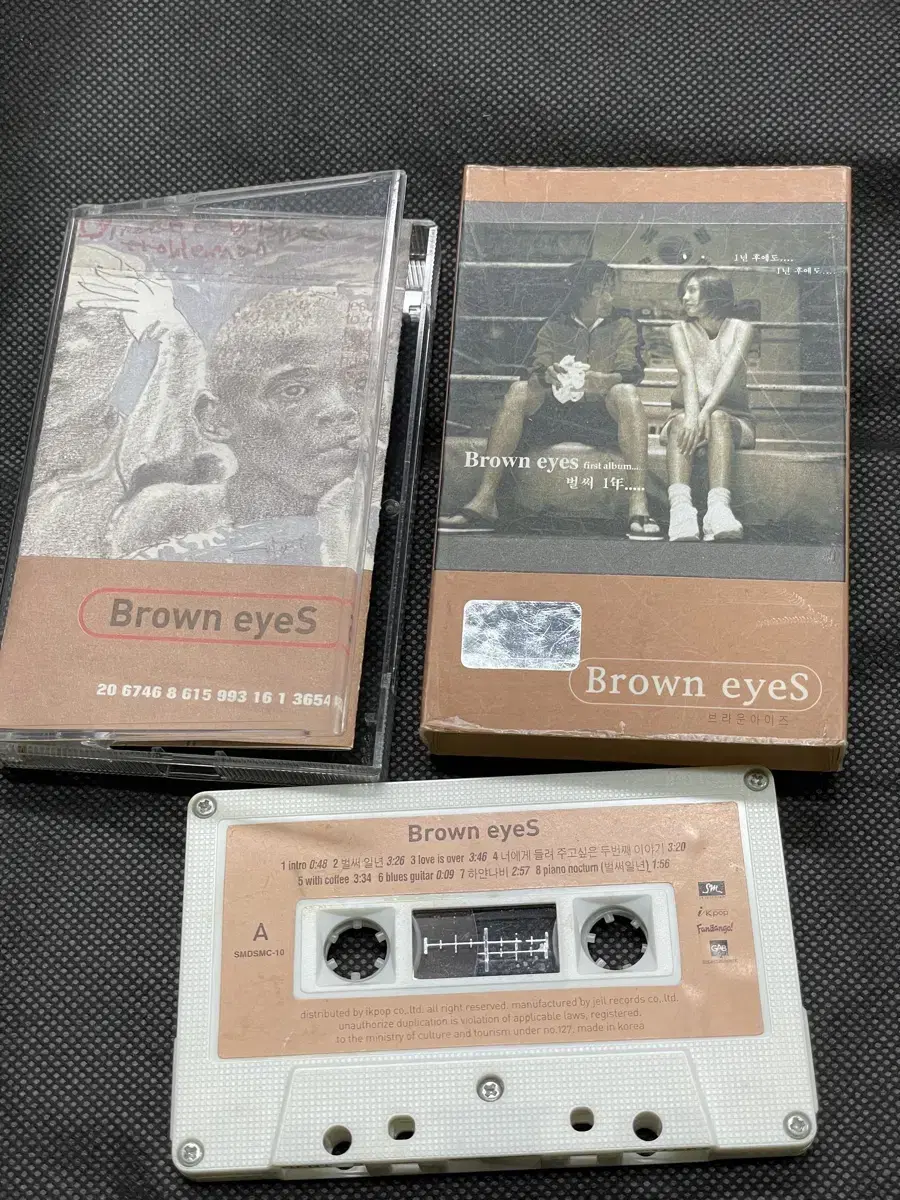 Brown eyeS
20 6746 8 615 993 16 1 3654
1년 후에도....
1년 후에도...
Brown eyes first album...
벌써 1年.....
Brown eyeS
브라운아이즈
Brown eyeS
1 intro 0:48 2 벌써 일년 3:26 3 love is over 3:46 4 너에게 들려 주고싶은 두번째 이야기 3:20
5 with coffee 3:34 6 blues guitar 0:09 7 하얀나비 2:57 8 piano nocturn (벌써일년) 1:56
A
SMDSMC-10
SM
ikpop
Fandango!
GAB
distributed by ikpop co.,ltd. all right reserved. manufactured by jeil records co., ltd.
unauthorize duplication is violation of applicable laws, registered.
to the ministry of culture and tourism under no.127. made in korea